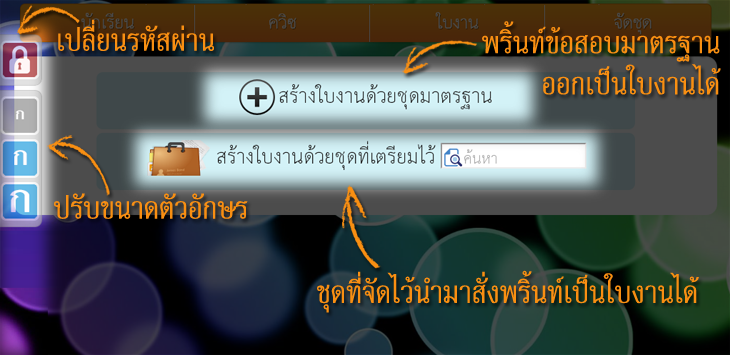 นักเรียน ควิซ ใบงาน จัดชุด
เปลี่ยนรหัสผ่าน
พริ้นท์ข้อสอบมาตรฐาน
ออกเป็นใบงานได้
สร้างใบงานด้วยชุดมาตรฐาน
ก
ก
ก
สร้างใบงานด้วยชุดที่เตรียมไว้ ค้นหา
ปรับขนาดตัวอักษร
ชุดที่จัดไว้นำมาสั่งพริ้นท์เป็นใบงานได้